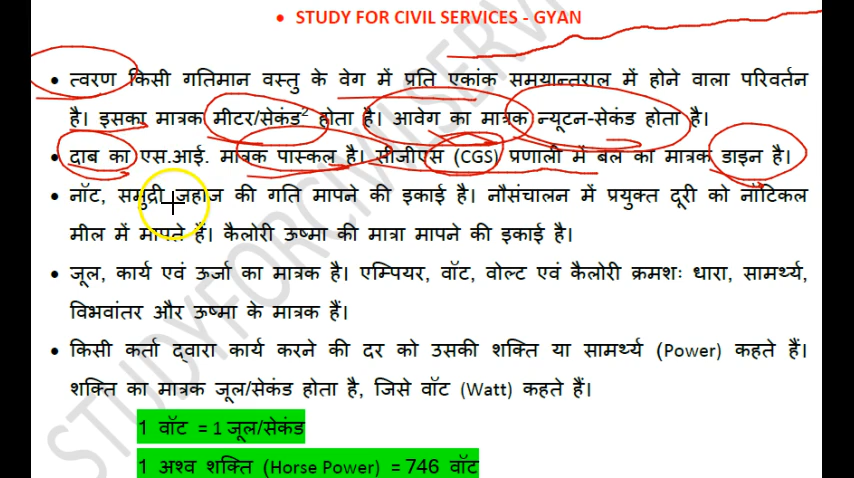 • STUDY FOR CIVIL SERVICES - GYAN
• त्वरण किसी गतिमान वस्तु के वेग में प्रति एकांक समयान्तराल में होने वाला परिवर्तन
है। इसका मात्रक मीटर/सेकंड² होता है। आवेग का मात्रक न्यूटन-सेकंड होता है।
• दाब का एस.आई. मात्रक पास्कल है। सीजीएस (CGS) प्रणाली में बल का मात्रक डाइन है।
• नॉट, समुद्री जहाज की गति मापने की इकाई है। नौसंचालन में प्रयुक्त दूरी को नॉटिकल
मील में मापते हैं। कैलोरी ऊष्मा की मात्रा मापने की इकाई है।
• जूल, कार्य एवं ऊर्जा का मात्रक है। एम्पियर, वॉट, वोल्ट एवं कैलोरी क्रमशः धारा, सामर्थ्य,
विभवांतर और ऊष्मा के मात्रक हैं।
• किसी कर्ता द्वारा कार्य करने की दर को उसकी शक्ति या सामर्थ्य (Power) कहते हैं।
शक्ति का मात्रक जूल/सेकंड होता है, जिसे वॉट (Watt) कहते हैं।
1 वॉट = 1 जूल/सेकंड
1 अश्व शक्ति (Horse Power) = 746 वॉट
STUDYFORCIVILSERVICES